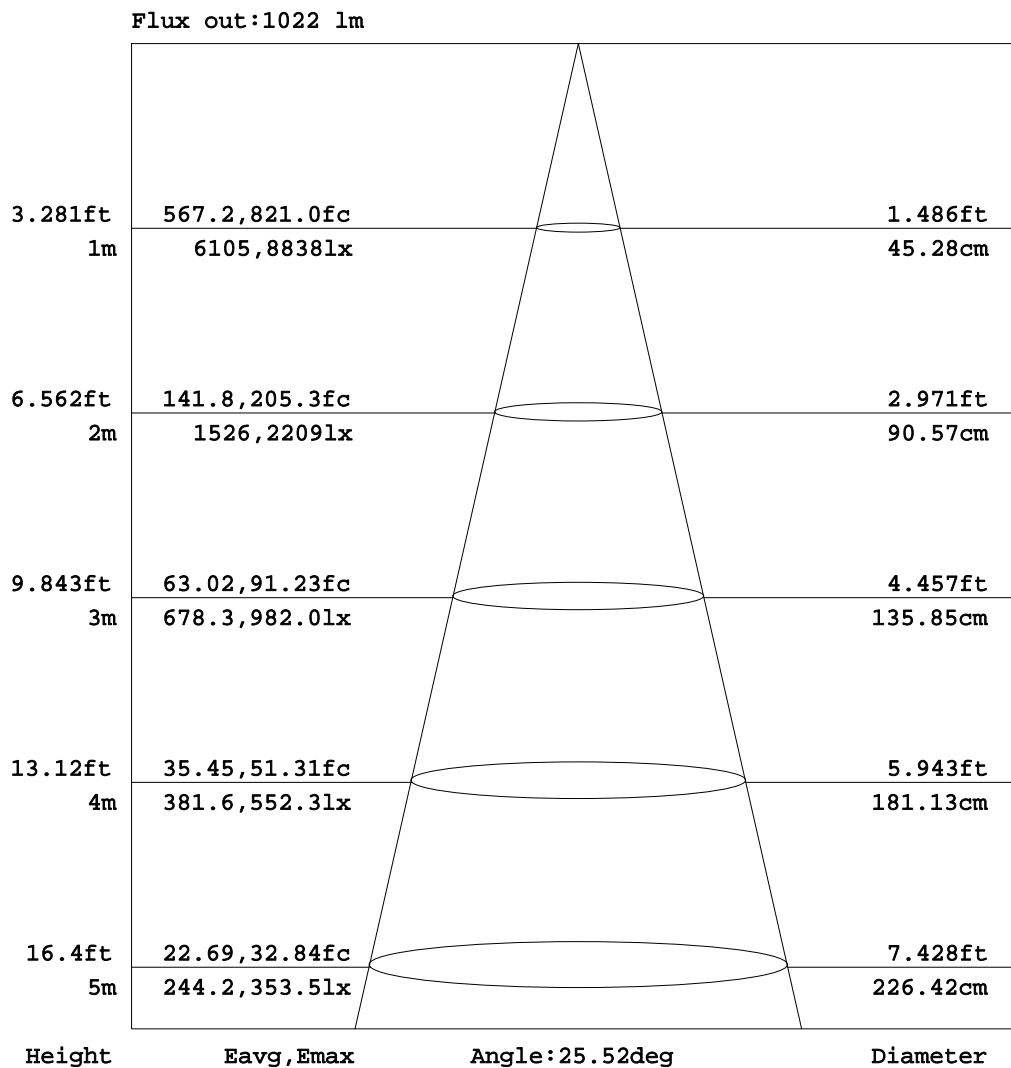 Flux out:1022 lm
3.281ft 567.2,821.0fc 1.486ft
1m 6105,8838lx 45.28cm
6.562ft 141.8,205.3fc 2.971ft
2m 1526,2209lx 90.57cm
9.843ft 63.02,91.23fc 4.457ft
3m 678.3,982.0lx 135.85cm
13.12ft 35.45,51.31fc 5.943ft
4m 381.6,552.3lx 181.13cm
16.4ft 22.69,32.84fc 7.428ft
5m 244.2,353.5lx 226.42cm
Height Eavg,Emax Angle:25.52deg Diameter